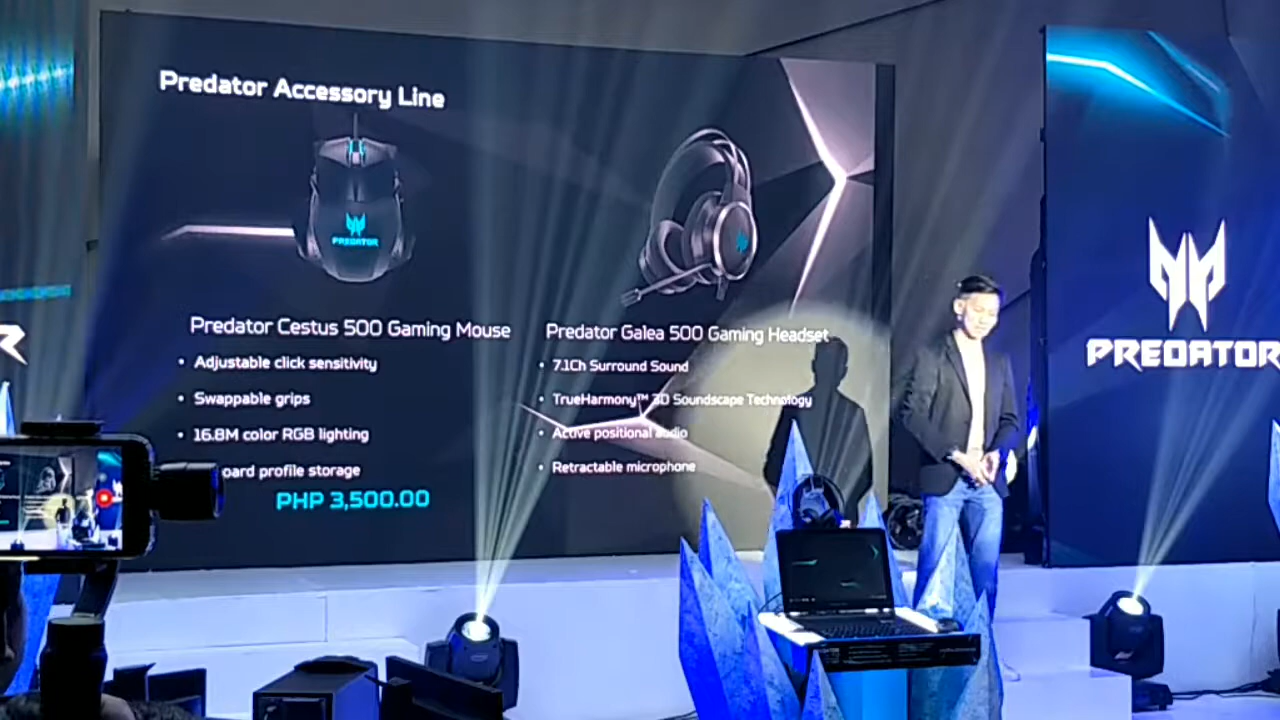 Predator Accessory Line
PREDATOR
Predator Cestus 500 Gaming Mouse
• Adjustable click sensitivity
• Swappable grips
• 16.8M color RGB lighting
oard profile storage
PHP 3,500.00
Predator Galea 500 Gaming Headset
• 7.1Ch Surround Sound
• TrueHarmony™ 3D Soundscape Technology
• Active positional audio
• Retractable microphone
PREDATOR
R